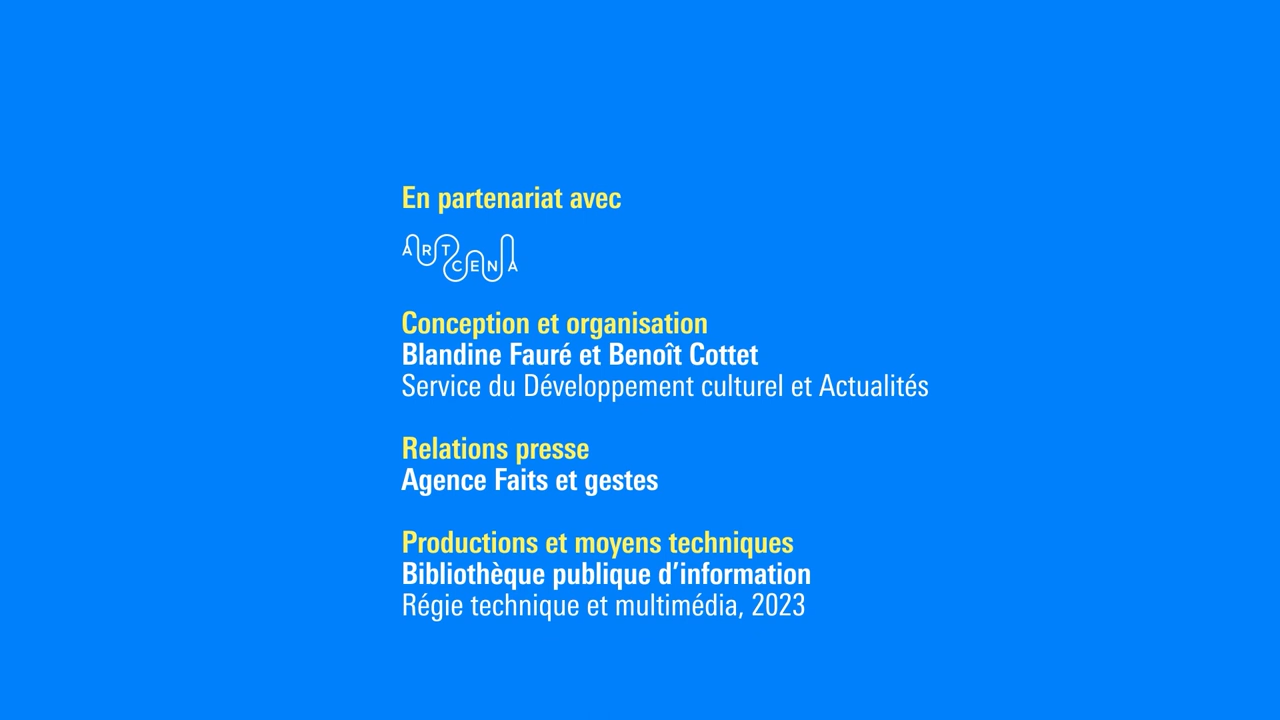 En partenariat avec
ARTCENA
Conception et organisation
Blandine Fauré et Benoît Cottet
Service du Développement culturel et Actualités
Relations presse
Agence Faits et gestes
Productions et moyens techniques
Bibliothèque publique d’information
Régie technique et multimédia, 2023